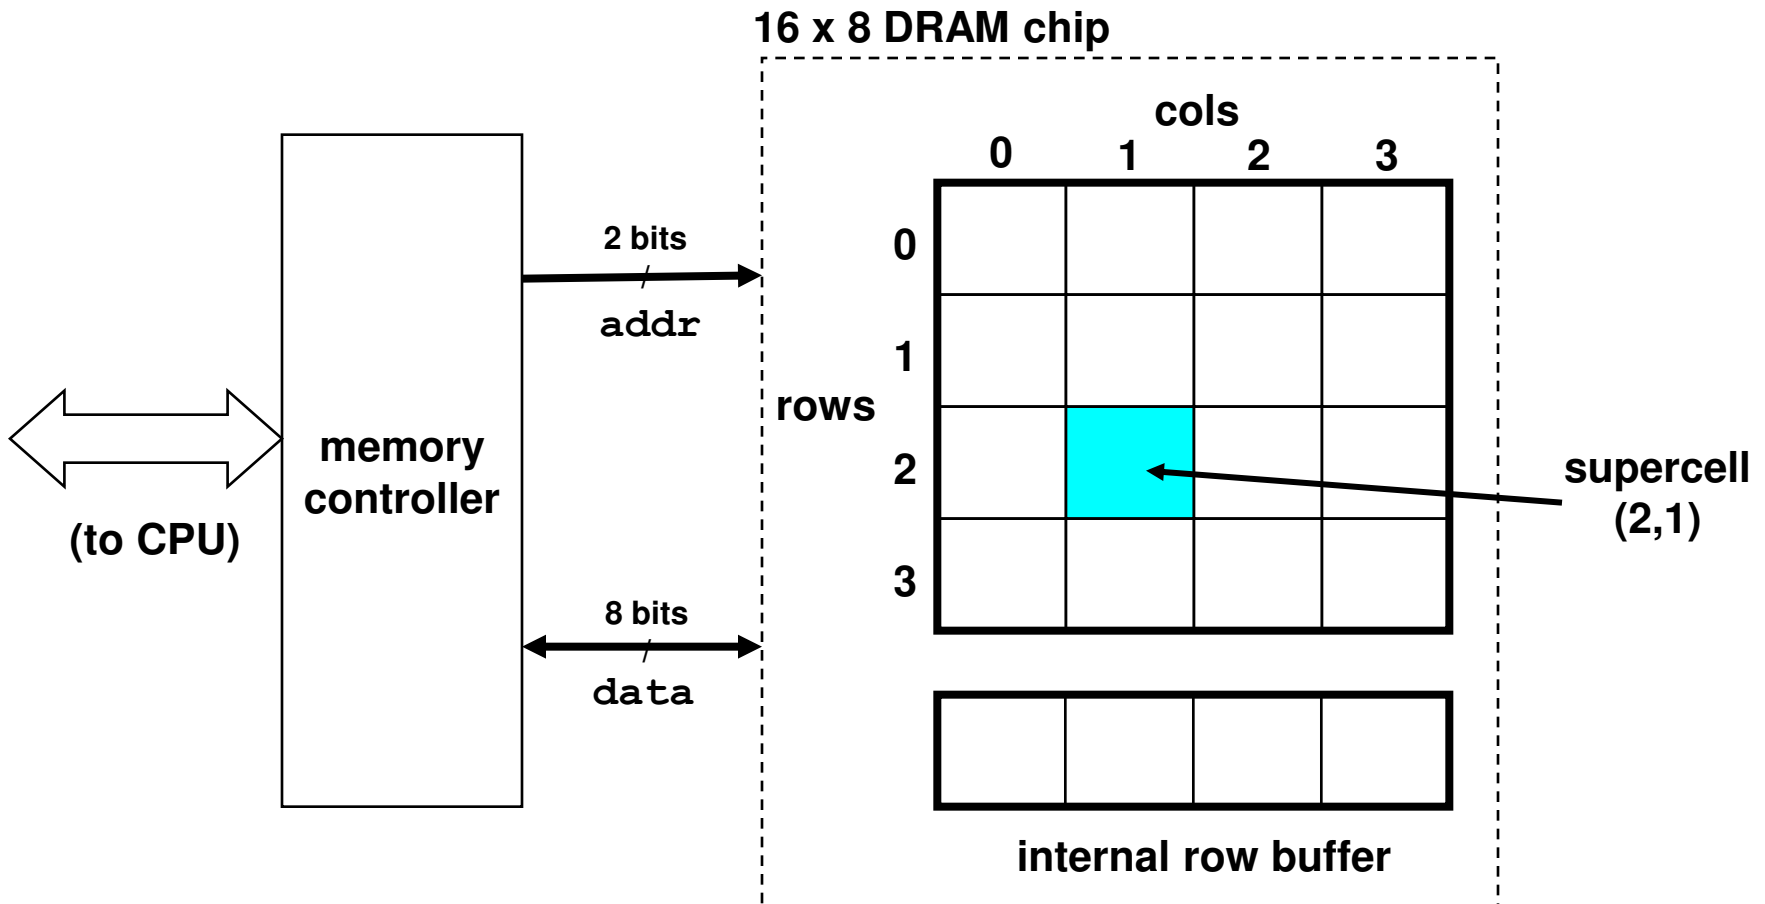 16 x 8 DRAM chip
cols
0 1 2 3
0
1
rows
2
3
2 bits
addr
memory
controller
(to CPU)
8 bits
data
supercell
(2,1)
internal row buffer